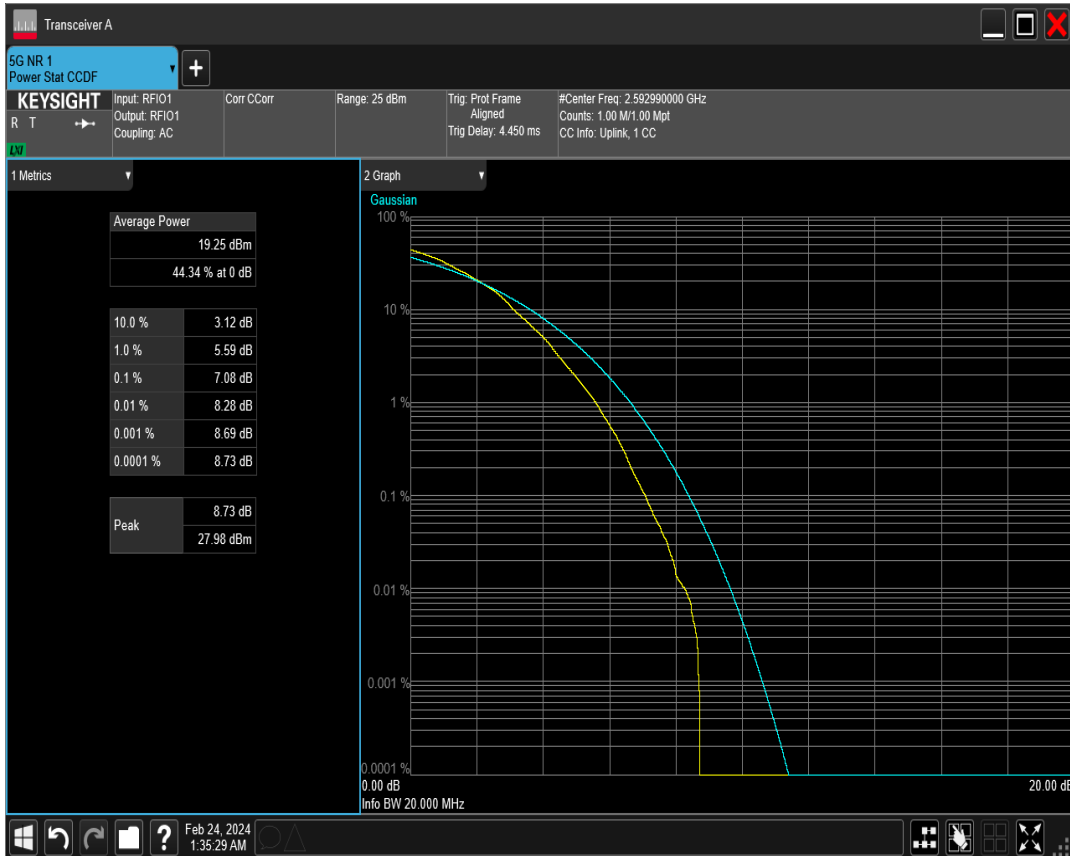 Transceiver A
5G NR 1
Power Stat CCDF
KEYSIGHT
R T
LXI
Input: RFIO1
Output: RFIO1
Coupling: AC
Corr CCorr
Range: 25 dBm
Trig: Prot Frame
Aligned
Trig Delay: 4.450 ms
#Center Freq: 2.592990000 GHz
Counts: 1.00 M/1.00 Mpt
CC Info: Uplink, 1 CC
1 Metrics
Average Power
19.25 dBm
44.34 % at 0 dB
10.0 % 3.12 dB
1.0 % 5.59 dB
0.1 % 7.08 dB
0.01 % 8.28 dB
0.001 % 8.69 dB
0.0001 % 8.73 dB
Peak
8.73 dB
27.98 dBm
2 Graph
Gaussian
100 %
10 %
1 %
0.1 %
0.01 %
0.001 %
0.0001 %
0.00 dB 20.00 dB
Info BW 20.000 MHz
?
Feb 24, 2024
1:35:29 AM